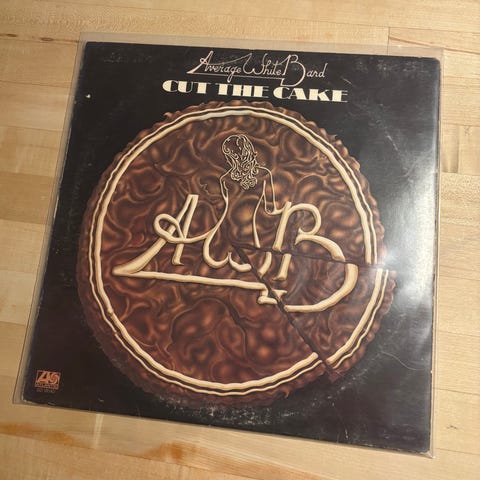 Average White Band
CUT THE CAKE
AWB